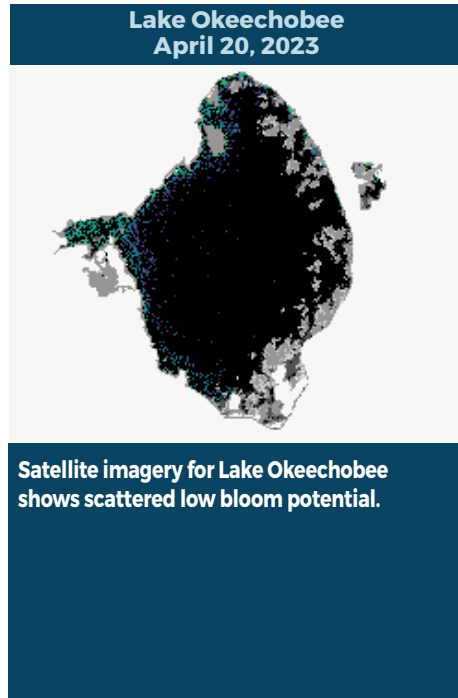 Lake Okeechobee
April 20, 2023
Satellite imagery for Lake Okeechobee
shows scattered low bloom potential.